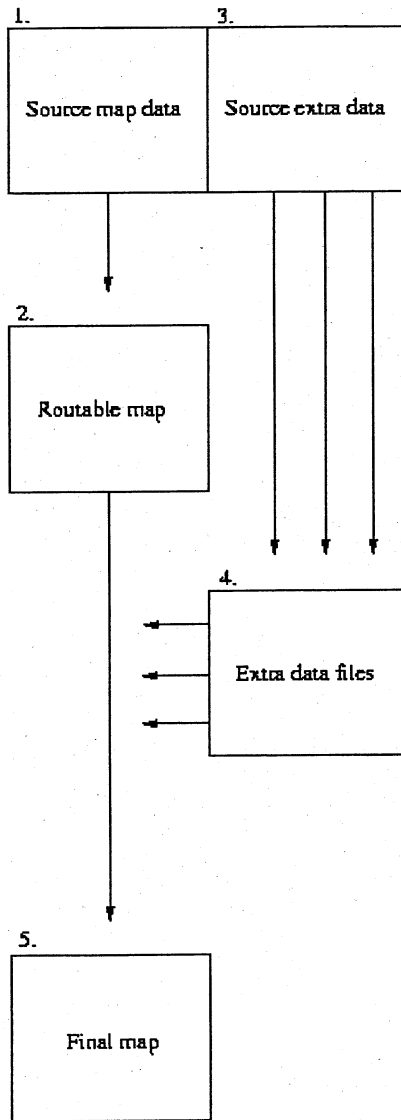 1.
3.
Source map data
Source extra data
2.
Routable map
4.
Extra data files
5.
Final map